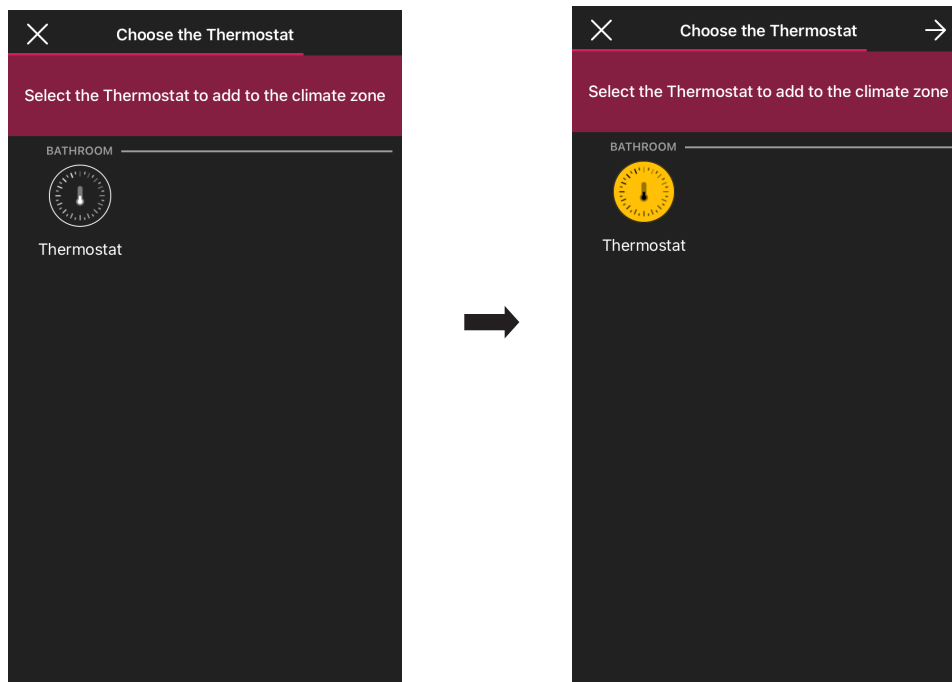 Choose the Thermostat
Select the Thermostat to add to the climate zone
BATHROOM
Thermostat
Choose the Thermostat
Select the Thermostat to add to the climate zone
BATHROOM
Thermostat